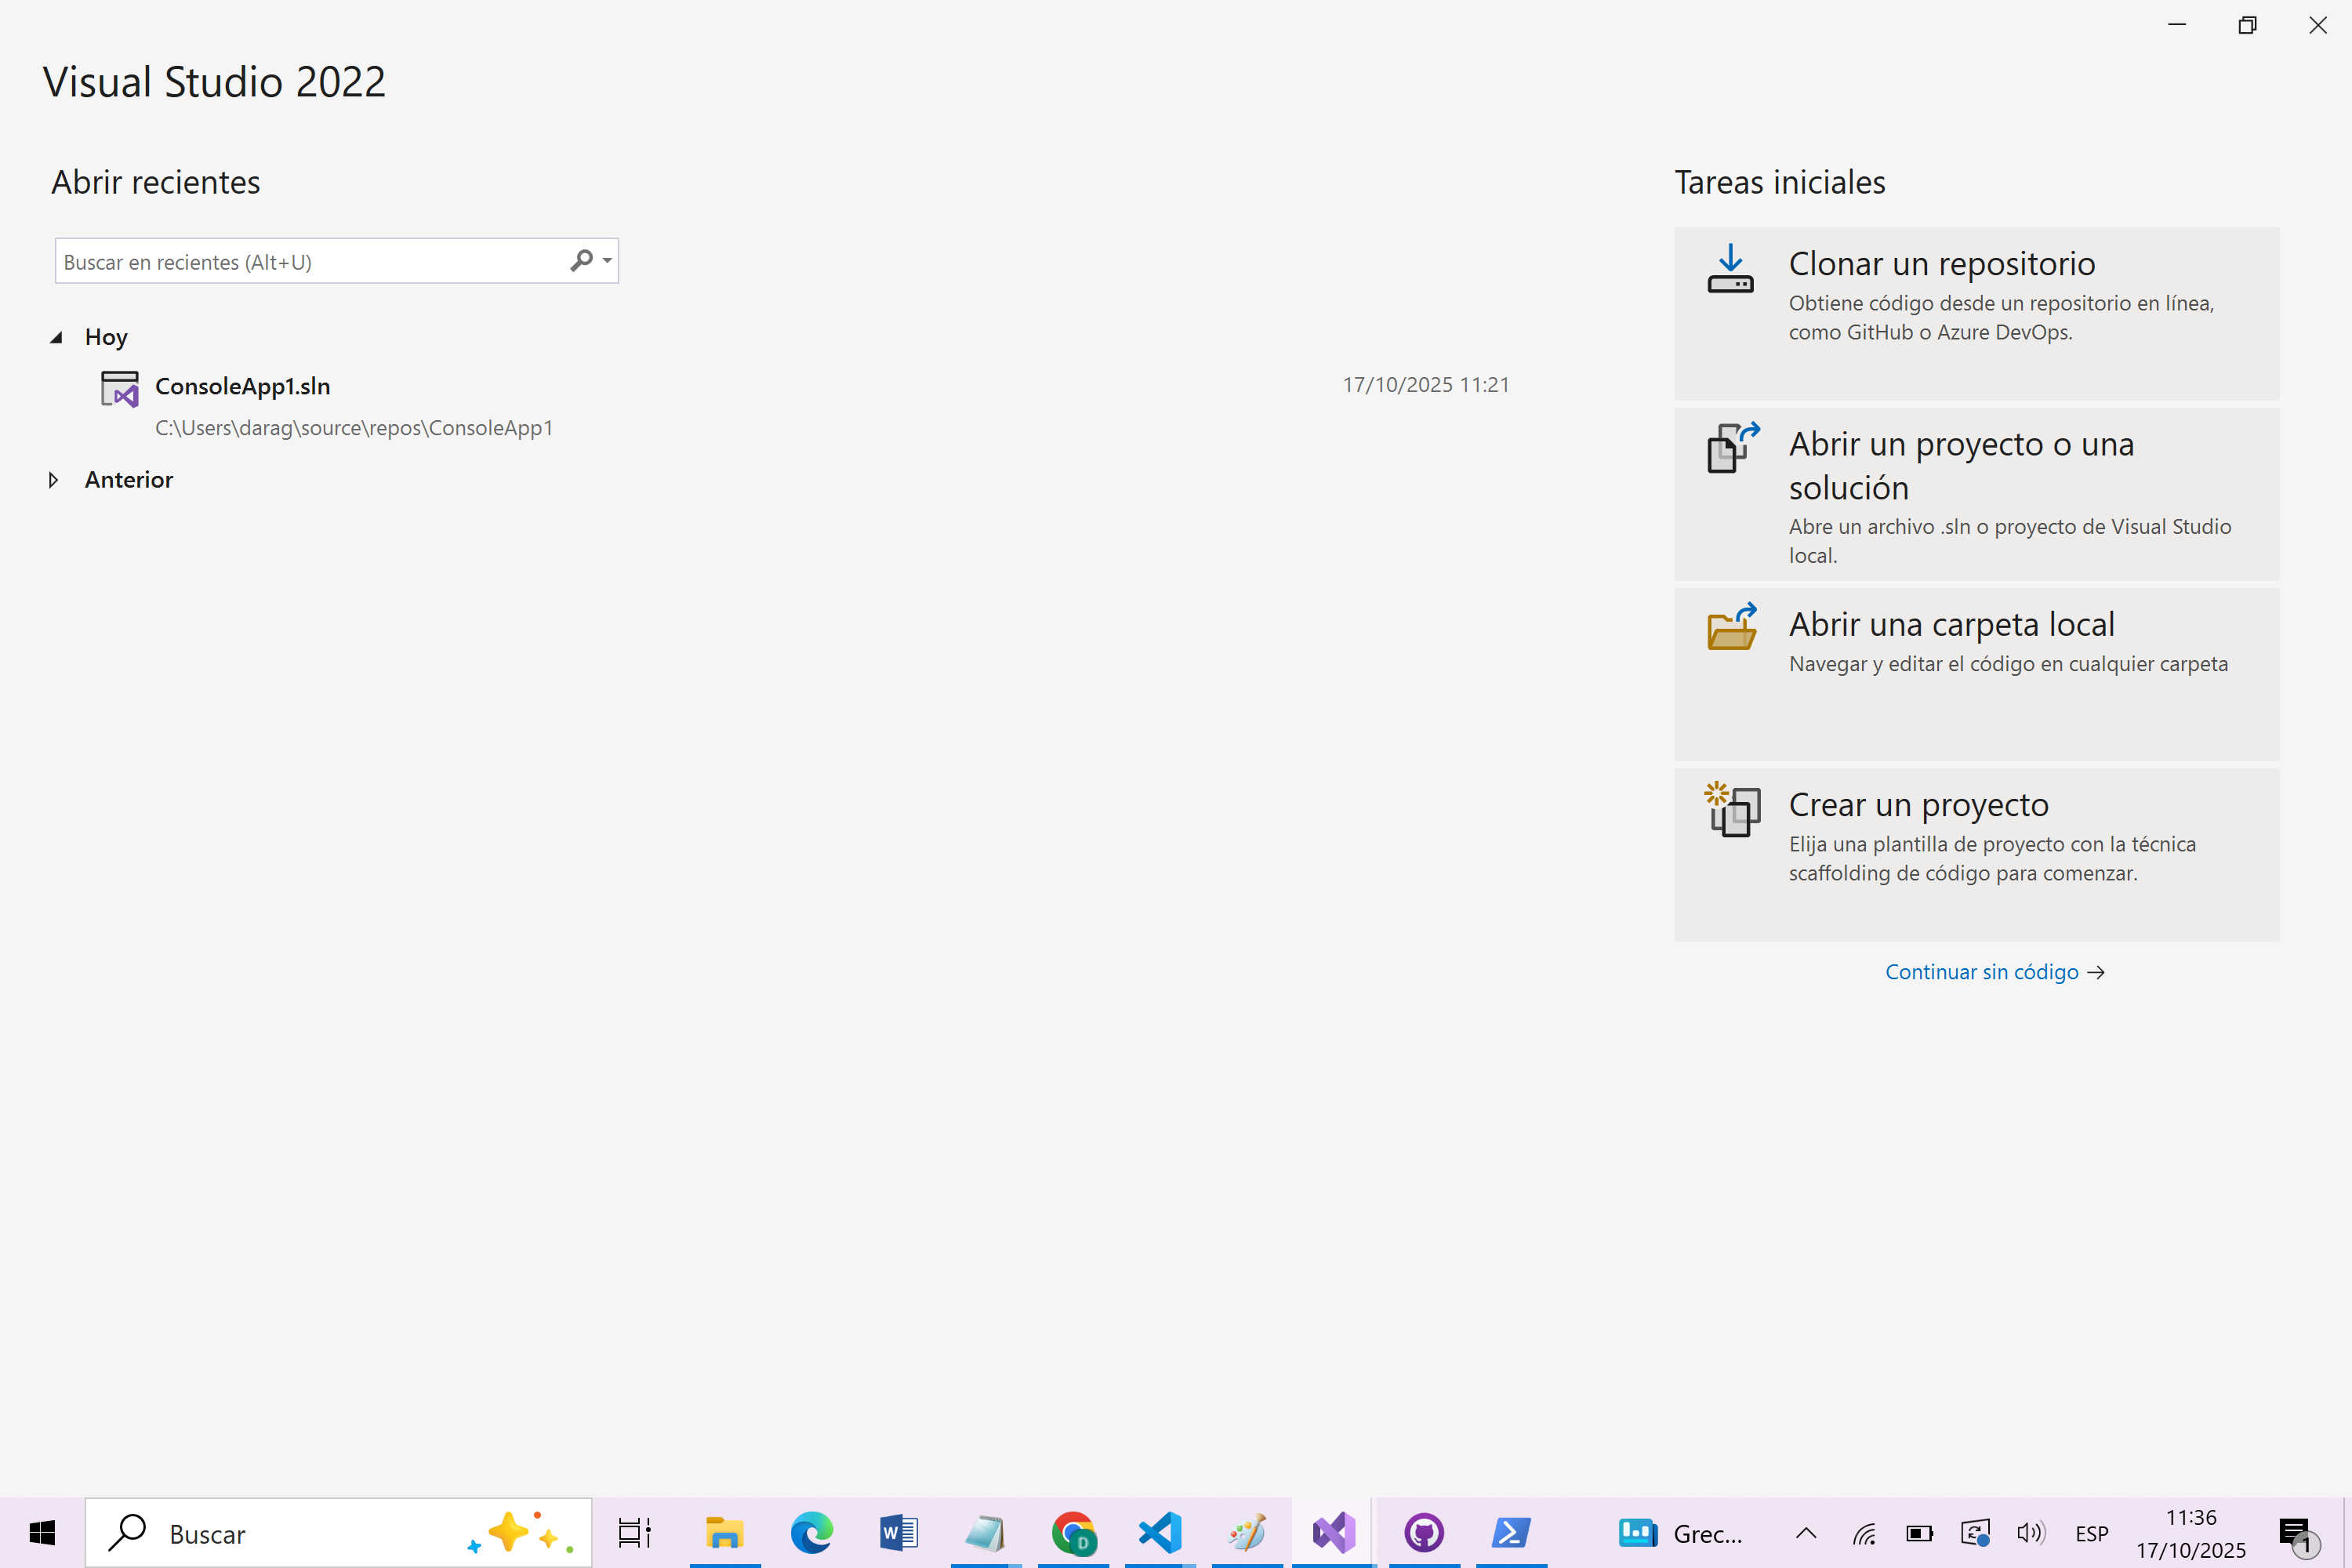 Visual Studio 2022
Abrir recientes
Buscar en recientes (Alt+U)
Hoy
ConsoleApp1.sln
17/10/2025 11:21
C:\Users\darag\source\repos\ConsoleApp1
Anterior
Tareas iniciales
Clonar un repositorio
Obtiene código desde un repositorio en línea,
como GitHub o Azure DevOps.
Abrir un proyecto o una
solución
Abre un archivo .sln o proyecto de Visual Studio
local.
Abrir una carpeta local
Navegar y editar el código en cualquier carpeta
Crear un proyecto
Elija una plantilla de proyecto con la técnica
scaffolding de código para comenzar.
Continuar sin código →
Buscar
W
D
Grec...
ESP
11:36
17/10/2025
1